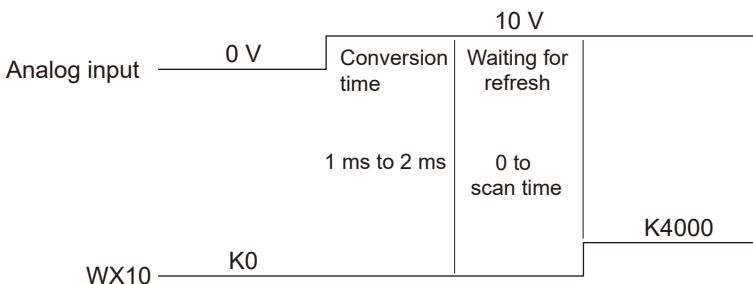 10 V
0 V
Analog input
Conversion
time
Waiting for
refresh
1 ms to 2 ms
0 to
scan time
K4000
K0
WX10